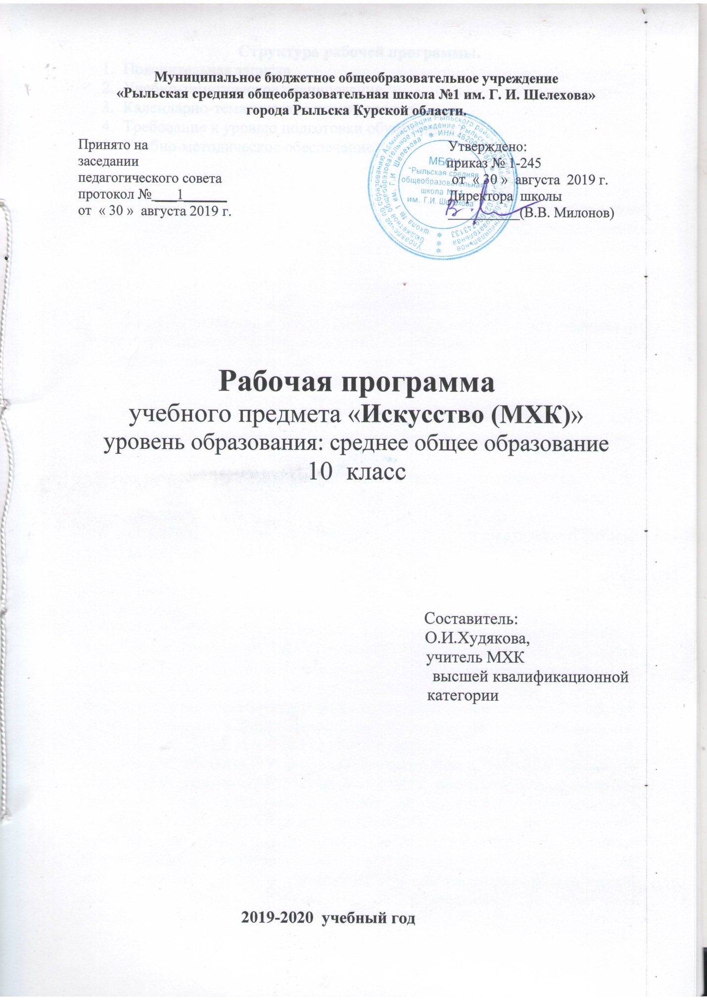 Муниципальное бюджетное общеобразовательное учреждение
«Рыльская средняя общеобразовательная школа №1 им. Г. И. Шелехова»
города Рыльска Курской области.
Принято на
заседании
педагогического совета
протокол №____1______
от « 30 » августа 2019 г.
Утверждено:
приказ № 1-245
от « 30 » августа 2019 г.
Директора школы
__________(В.В. Милонов)
МБОУ
"Рыльская средняя
общеобразовательная
школа № 1
им. Г.И. Шелехова"
Рабочая программа
учебного предмета «Искусство (МХК)»
уровень образования: среднее общее образование
10 класс
Составитель:
О.И.Худякова,
учитель МХК
высшей квалификационной
категории
2019-2020 учебный год